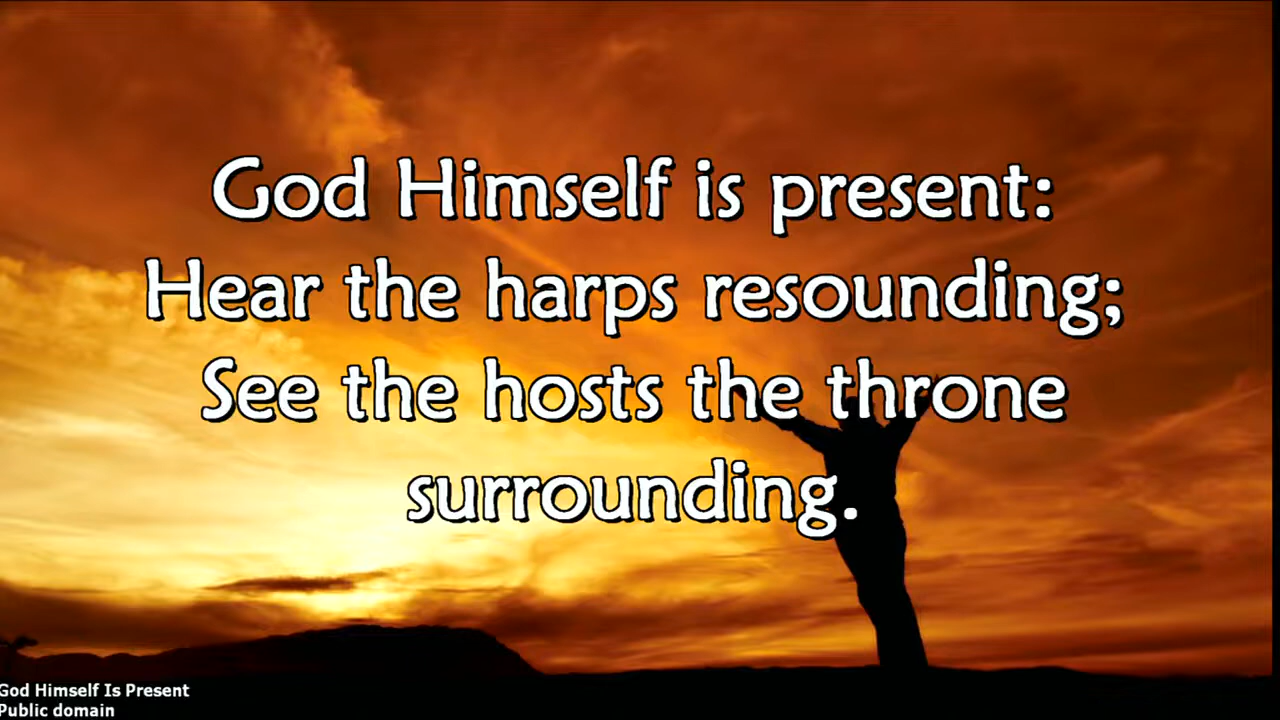 God Himself is present:
Hear the harps resounding;
See the hosts the throne
surrounding.
God Himself Is Present
Public domain